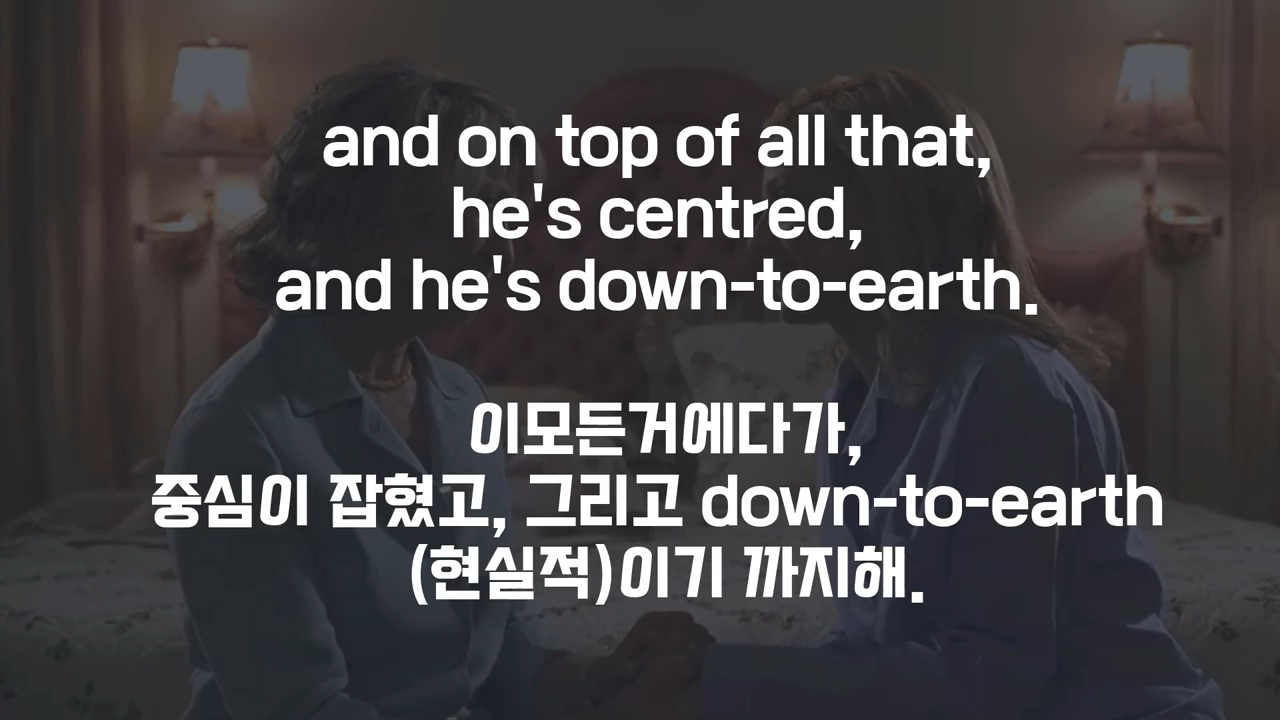 and on top of all that,
he's centred,
and he's down-to-earth.
이모든거에다가,
중심이 잡혔고, 그리고 down-to-earth
(현실적)이기 까지해.